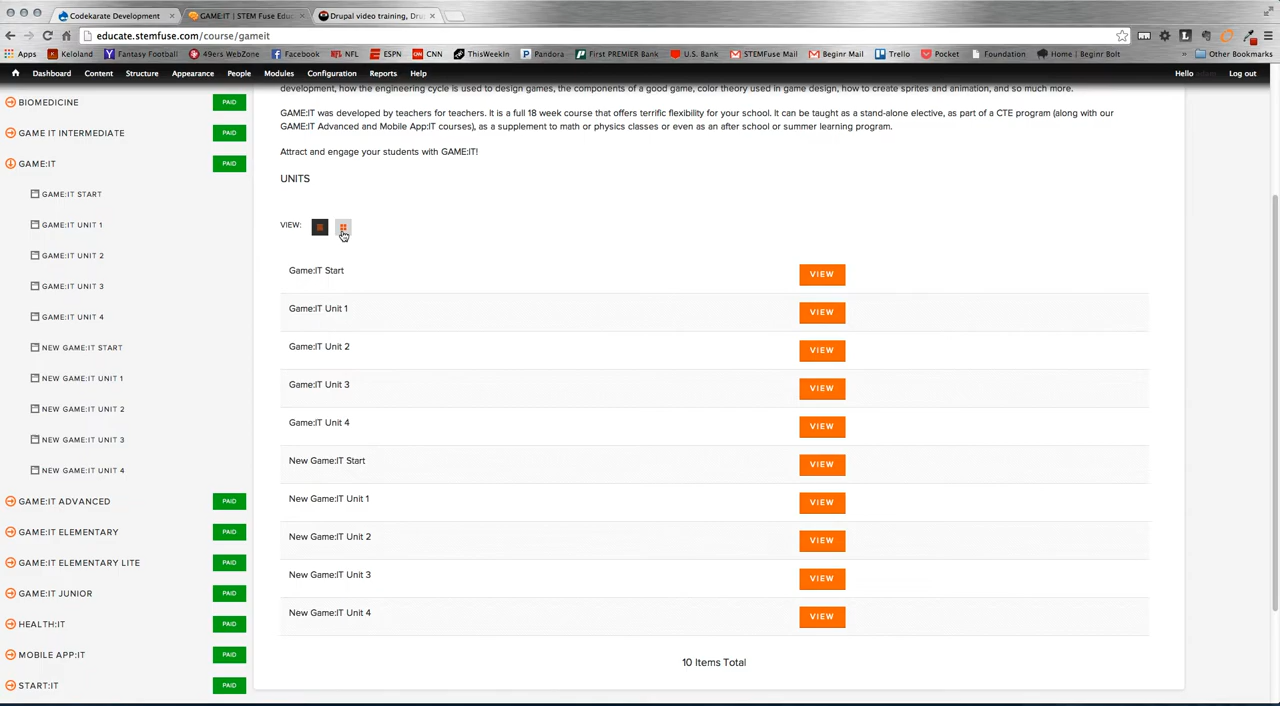 Codekarate Development
GAME:IT | STEM Fuse Educ
Drupal video training, Dru
educate.stemfuse.com/course/gameit
Apps Keloland Fantasy Football 49ers WebZone Facebook NFL ESPN CNN ThisWeekIn Pandora First PREMIER Bank U.S. Bank STEMFuse Mail Beginr Mail Trello Pocket Foundation Home | Beginr Bolt Other Bookmarks
Dashboard Content Structure Appearance People Modules Configuration Reports Help Hello Log out
development, how the engineering cycle is used to design games, the components of a good game, color theory used in game design, how to create sprites and animation, and so much more.
GAME:IT was developed by teachers for teachers. It is a full 18 week course that offers terrific flexibility for your school. It can be taught as a stand-alone elective, as part of a CTE program (along with our
GAME:IT Advanced and Mobile App:IT courses), as a supplement to math or physics classes or even as an after school or summer learning program.
Attract and engage your students with GAME:IT!
UNITS
VIEW:
BIOMEDICINE PAID
GAME IT INTERMEDIATE PAID
GAME:IT PAID
GAME:IT START
GAME:IT UNIT 1
GAME:IT UNIT 2
GAME:IT UNIT 3
GAME:IT UNIT 4
NEW GAME:IT START
NEW GAME:IT UNIT 1
NEW GAME:IT UNIT 2
NEW GAME:IT UNIT 3
NEW GAME:IT UNIT 4
GAME:IT ADVANCED PAID
GAME:IT ELEMENTARY PAID
GAME:IT ELEMENTARY LITE PAID
GAME:IT JUNIOR PAID
HEALTH:IT PAID
MOBILE APP:IT PAID
START:IT PAID
Game:IT Start VIEW
Game:IT Unit 1 VIEW
Game:IT Unit 2 VIEW
Game:IT Unit 3 VIEW
Game:IT Unit 4 VIEW
New Game:IT Start VIEW
New Game:IT Unit 1 VIEW
New Game:IT Unit 2 VIEW
New Game:IT Unit 3 VIEW
New Game:IT Unit 4 VIEW
10 Items Total